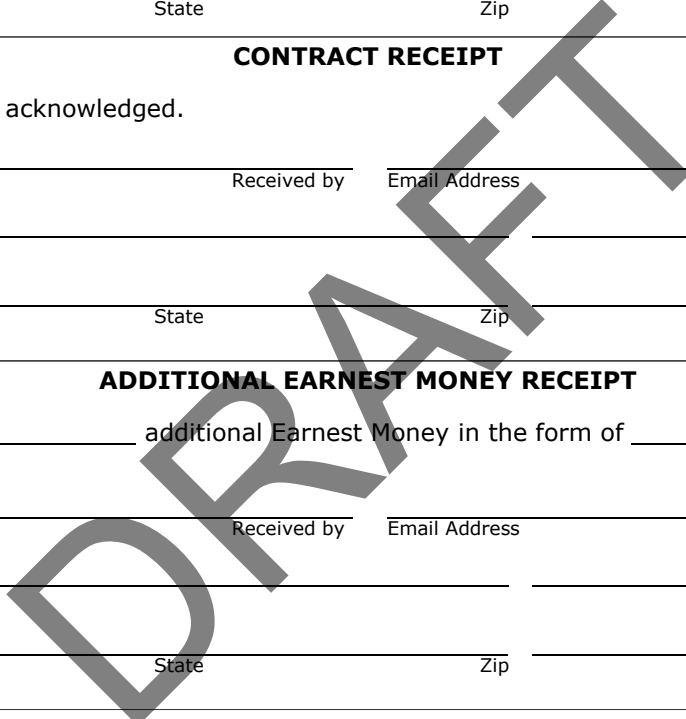 State Zip
CONTRACT RECEIPT
acknowledged.
Received by Email Address
State Zip
ADDITIONAL EARNEST MONEY RECEIPT
additional Earnest Money in the form of
Received by Email Address
State Zip
DRAFT